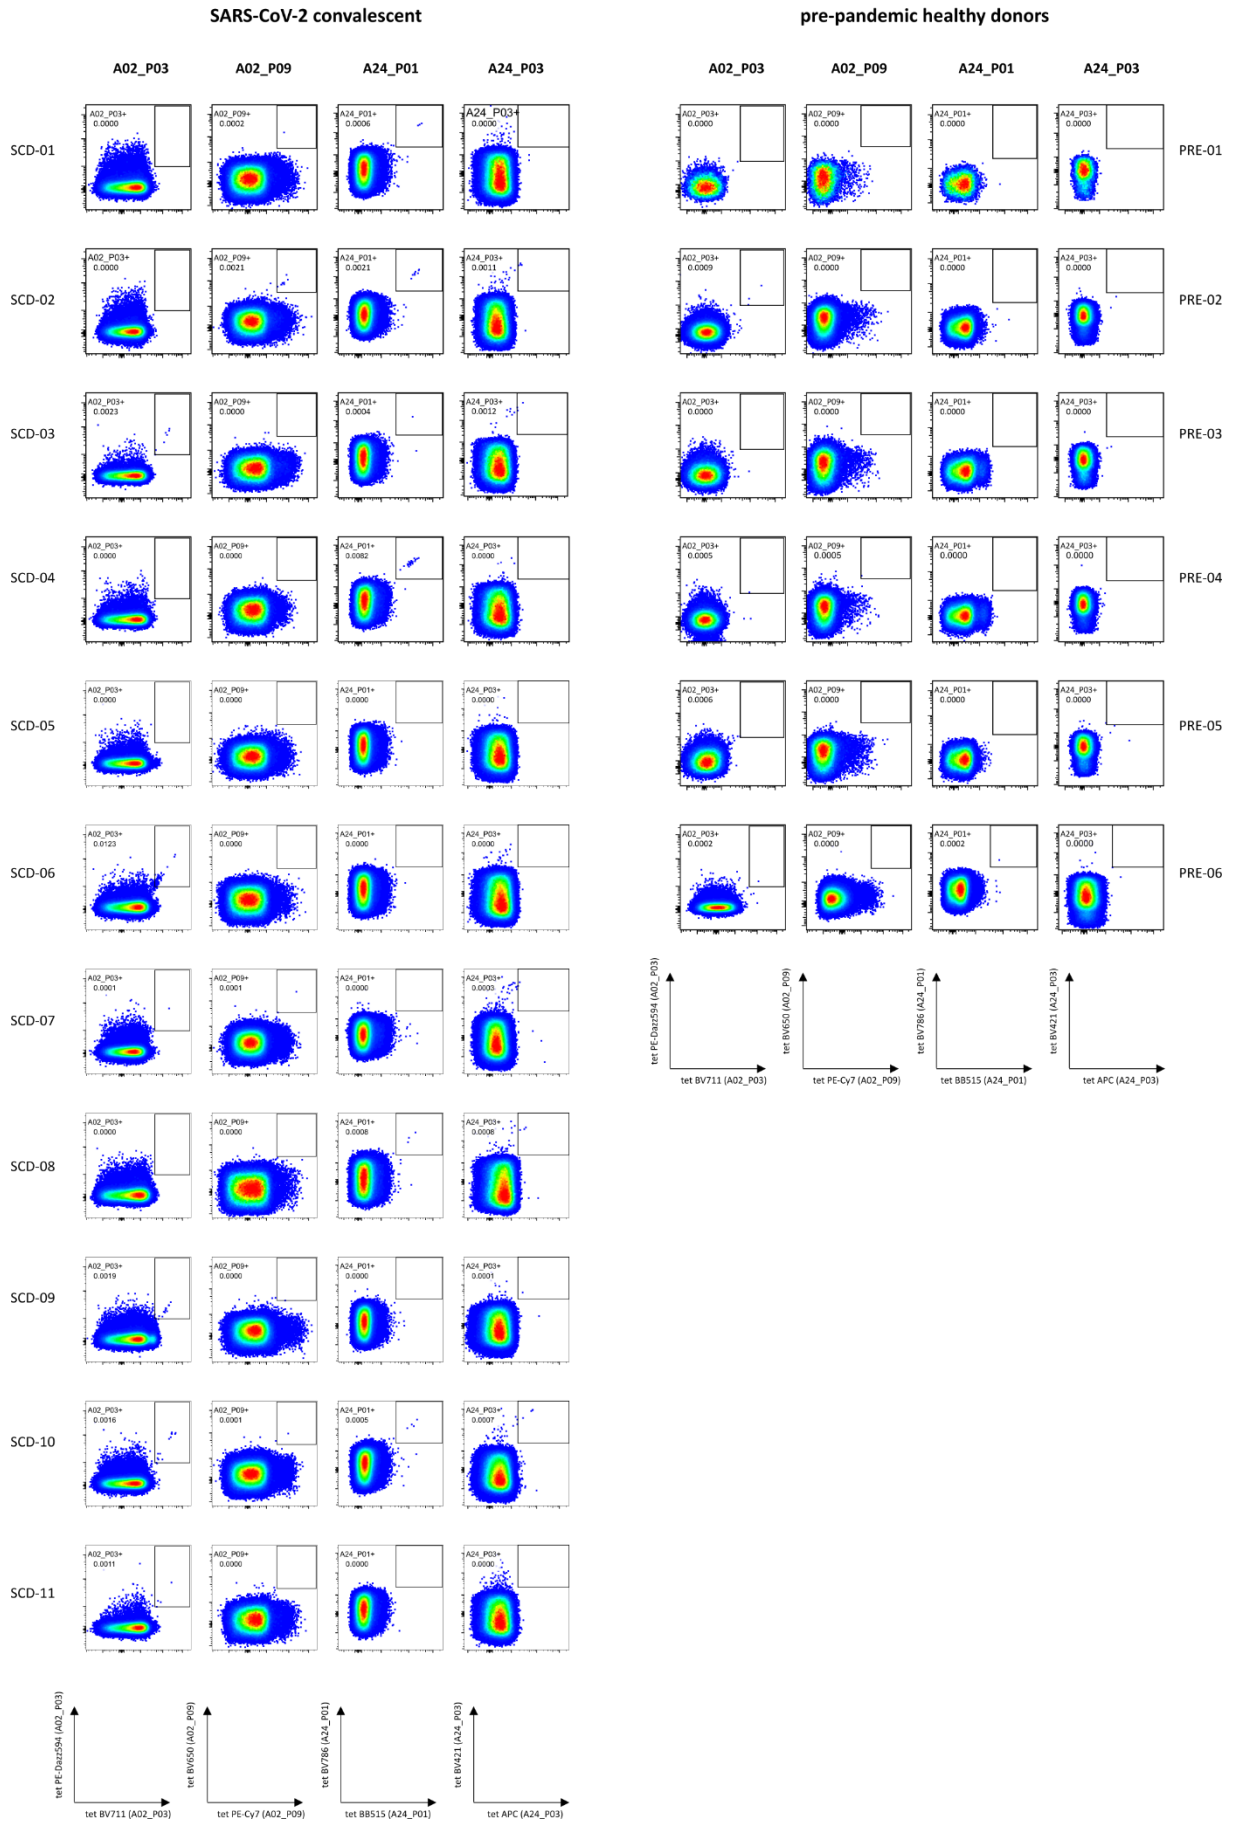 SARS-CoV-2 convalescent
pre-pandemic healthy donors
A02_P03 A02_P09 A24_P01 A24_P03
A02_P03 A02_P09 A24_P01 A24_P03
SCD-01
A02_P03+
0.0000
A02_P09+
0.0002
A24_P01+
0.0006
A24_P03+
0.0000
A02_P03+
0.0000
A02_P09+
0.0000
A24_P01+
0.0000
A24_P03+
0.0000
PRE-01
SCD-02
A02_P03+
0.0000
A02_P09+
0.0021
A24_P01+
0.0021
A24_P03+
0.0011
A02_P03+
0.0009
A02_P09+
0.0000
A24_P01+
0.0000
A24_P03+
0.0000
PRE-02
SCD-03
A02_P03+
0.0023
A02_P09+
0.0000
A24_P01+
0.0004
A24_P03+
0.0012
A02_P03+
0.0000
A02_P09+
0.0000
A24_P01+
0.0000
A24_P03+
0.0000
PRE-03
SCD-04
A02_P03+
0.0000
A02_P09+
0.0000
A24_P01+
0.0082
A24_P03+
0.0000
A02_P03+
0.0005
A02_P09+
0.0005
A24_P01+
0.0000
A24_P03+
0.0000
PRE-04
SCD-05
A02_P03+
0.0000
A02_P09+
0.0000
A24_P01+
0.0000
A24_P03+
0.0000
A02_P03+
0.0006
A02_P09+
0.0000
A24_P01+
0.0000
A24_P03+
0.0000
PRE-05
SCD-06
A02_P03+
0.0123
A02_P09+
0.0000
A24_P01+
0.0000
A24_P03+
0.0000
A02_P03+
0.0002
A02_P09+
0.0000
A24_P01+
0.0002
A24_P03+
0.0000
PRE-06
SCD-07
A02_P03+
0.0001
A02_P09+
0.0001
A24_P01+
0.0000
A24_P03+
0.0003
tet PE-Dazz594 (A02_P03)
tet BV711 (A02_P03)
tet BV650 (A02_P09)
tet PE-Cy7 (A02_P09)
tet BV786 (A24_P01)
tet BB515 (A24_P01)
tet BV421 (A24_P03)
tet APC (A24_P03)
SCD-08
A02_P03+
0.0000
A02_P09+
0.0000
A24_P01+
0.0008
A24_P03+
0.0008
SCD-09
A02_P03+
0.0019
A02_P09+
0.0000
A24_P01+
0.0000
A24_P03+
0.0001
SCD-10
A02_P03+
0.0016
A02_P09+
0.0001
A24_P01+
0.0005
A24_P03+
0.0007
SCD-11
A02_P03+
0.0011
A02_P09+
0.0000
A24_P01+
0.0000
A24_P03+
0.0000
tet PE-Dazz594 (A02_P03)
tet BV711 (A02_P03)
tet BV650 (A02_P09)
tet PE-Cy7 (A02_P09)
tet BV786 (A24_P01)
tet BB515 (A24_P01)
tet BV421 (A24_P03)
tet APC (A24_P03)